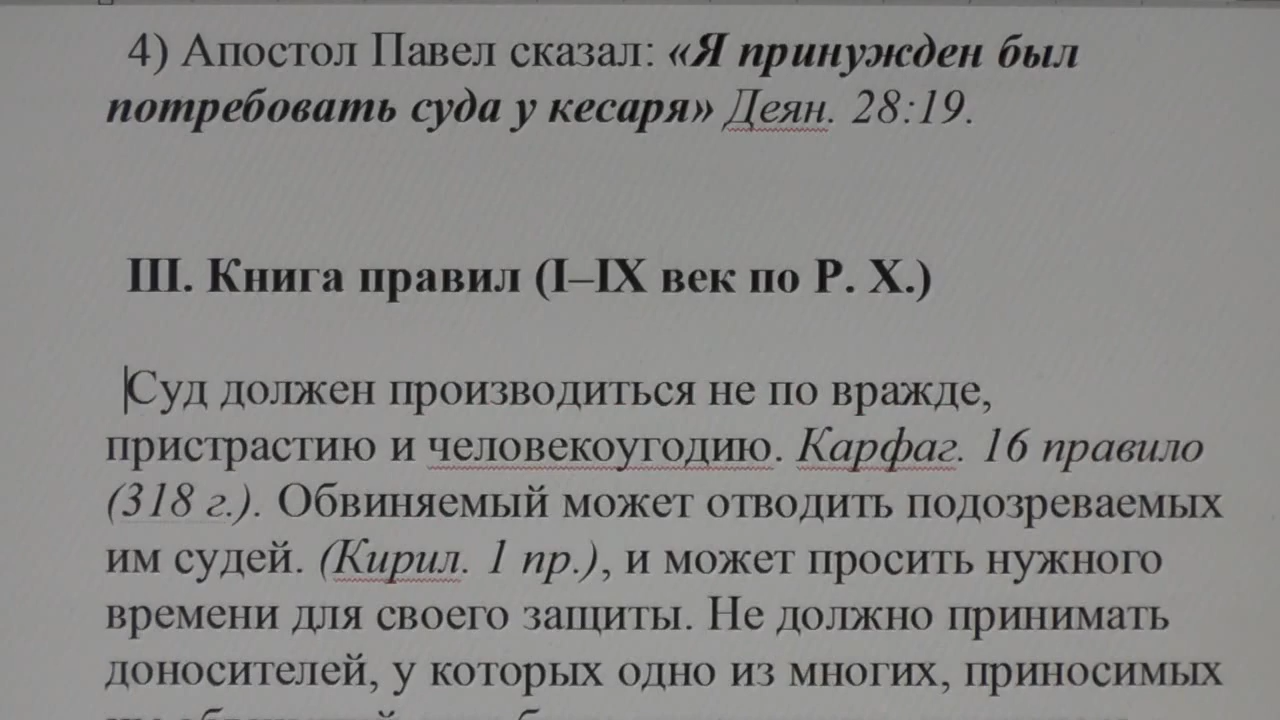 4) Апостол Павел сказал: «Я принужден был
потребовать суда у кесаря» Деян. 28:19.
III. Книга правил (I–IX век по Р. Х.)
Суд должен производиться не по вражде,
пристрастию и человекоугодию. Карфаг. 16 правило
(318 г.). Обвиняемый может отводить подозреваемых
им судей. (Кирил. 1 пр.), и может просить нужного
времени для своего защиты. Не должно принимать
доносителей, у которых одно из многих, приносимых